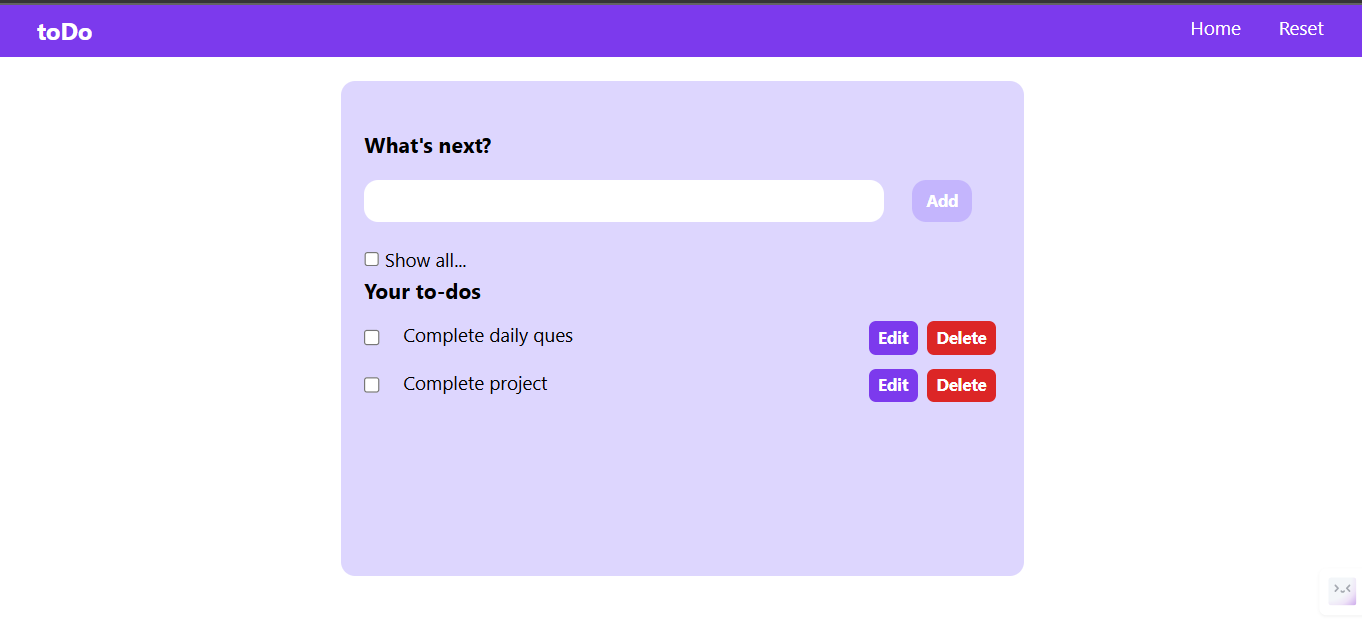 toDo Home Reset
What's next?
Add
Show all...
Your to-dos
Complete daily ques Edit Delete
Complete project Edit Delete